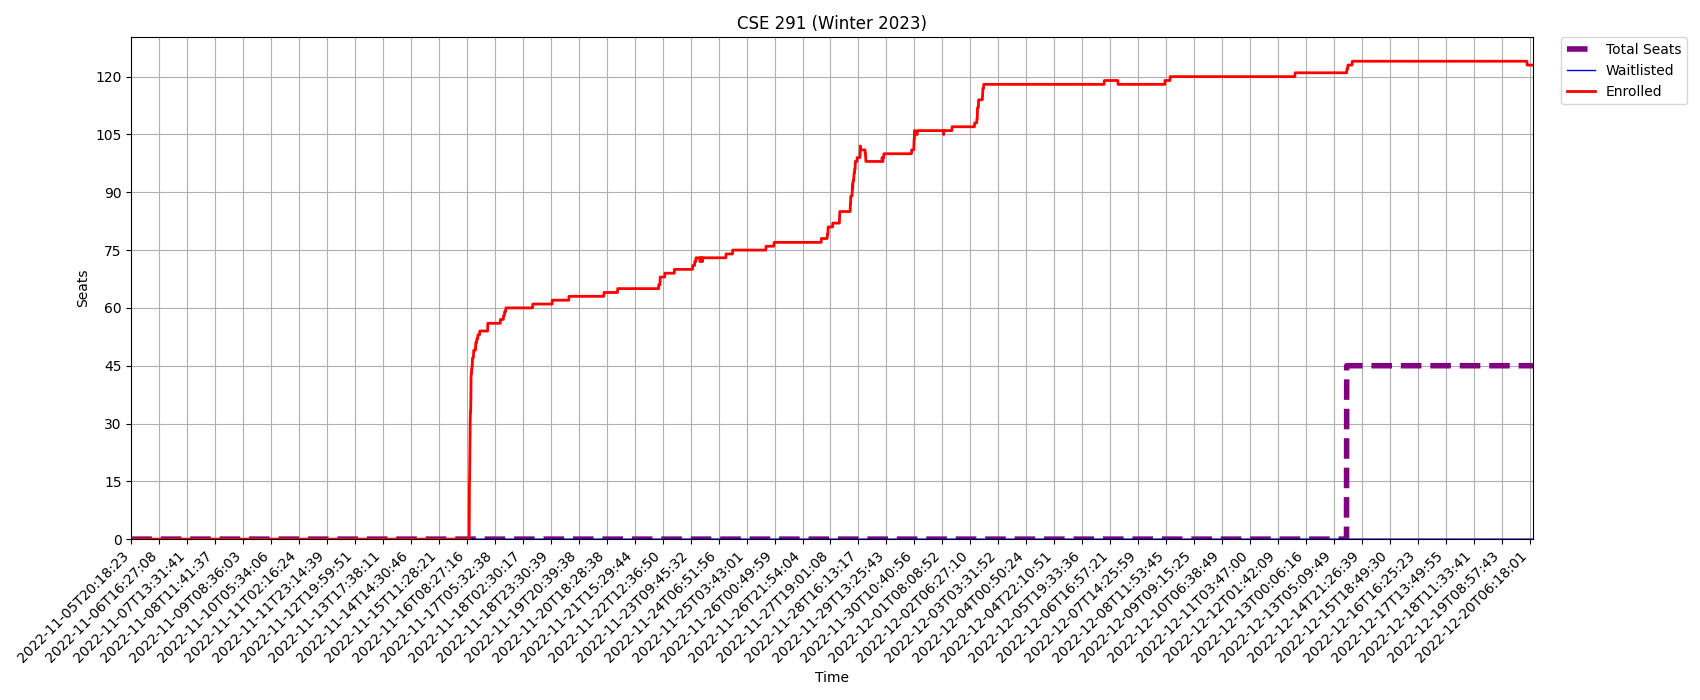 CSE 291 (Winter 2023)
Total Seats
Waitlisted
Enrolled
Seats
120
105
90
75
60
45
30
15
0
2022-11-05T20:18:23
2022-11-06T16:27:08
2022-11-07T13:31:41
2022-11-08T11:41:37
2022-11-09T08:36:03
2022-11-10T05:34:06
2022-11-11T02:16:24
2022-11-11T23:14:39
2022-11-12T19:59:51
2022-11-13T17:38:11
2022-11-14T14:30:46
2022-11-15T11:28:21
2022-11-16T08:27:16
2022-11-17T05:32:38
2022-11-18T02:30:17
2022-11-18T23:30:39
2022-11-19T20:39:38
2022-11-20T18:28:38
2022-11-21T15:29:44
2022-11-22T12:36:50
2022-11-23T09:45:32
2022-11-24T06:51:56
2022-11-25T03:43:01
2022-11-26T00:49:59
2022-11-26T21:54:04
2022-11-27T19:01:08
2022-11-28T16:13:17
2022-11-29T13:25:43
2022-11-30T10:40:56
2022-12-01T08:08:52
2022-12-02T06:27:10
2022-12-03T03:31:52
2022-12-04T00:50:24
2022-12-04T22:10:51
2022-12-05T19:33:36
2022-12-06T16:57:21
2022-12-07T14:25:59
2022-12-08T11:53:45
2022-12-09T09:15:25
2022-12-10T06:38:49
2022-12-11T03:47:00
2022-12-12T01:42:09
2022-12-13T00:06:16
2022-12-13T05:09:49
2022-12-14T21:26:39
2022-12-15T18:49:30
2022-12-16T16:25:23
2022-12-17T13:49:55
2022-12-18T11:33:41
2022-12-19T08:57:43
2022-12-20T06:18:01
Time